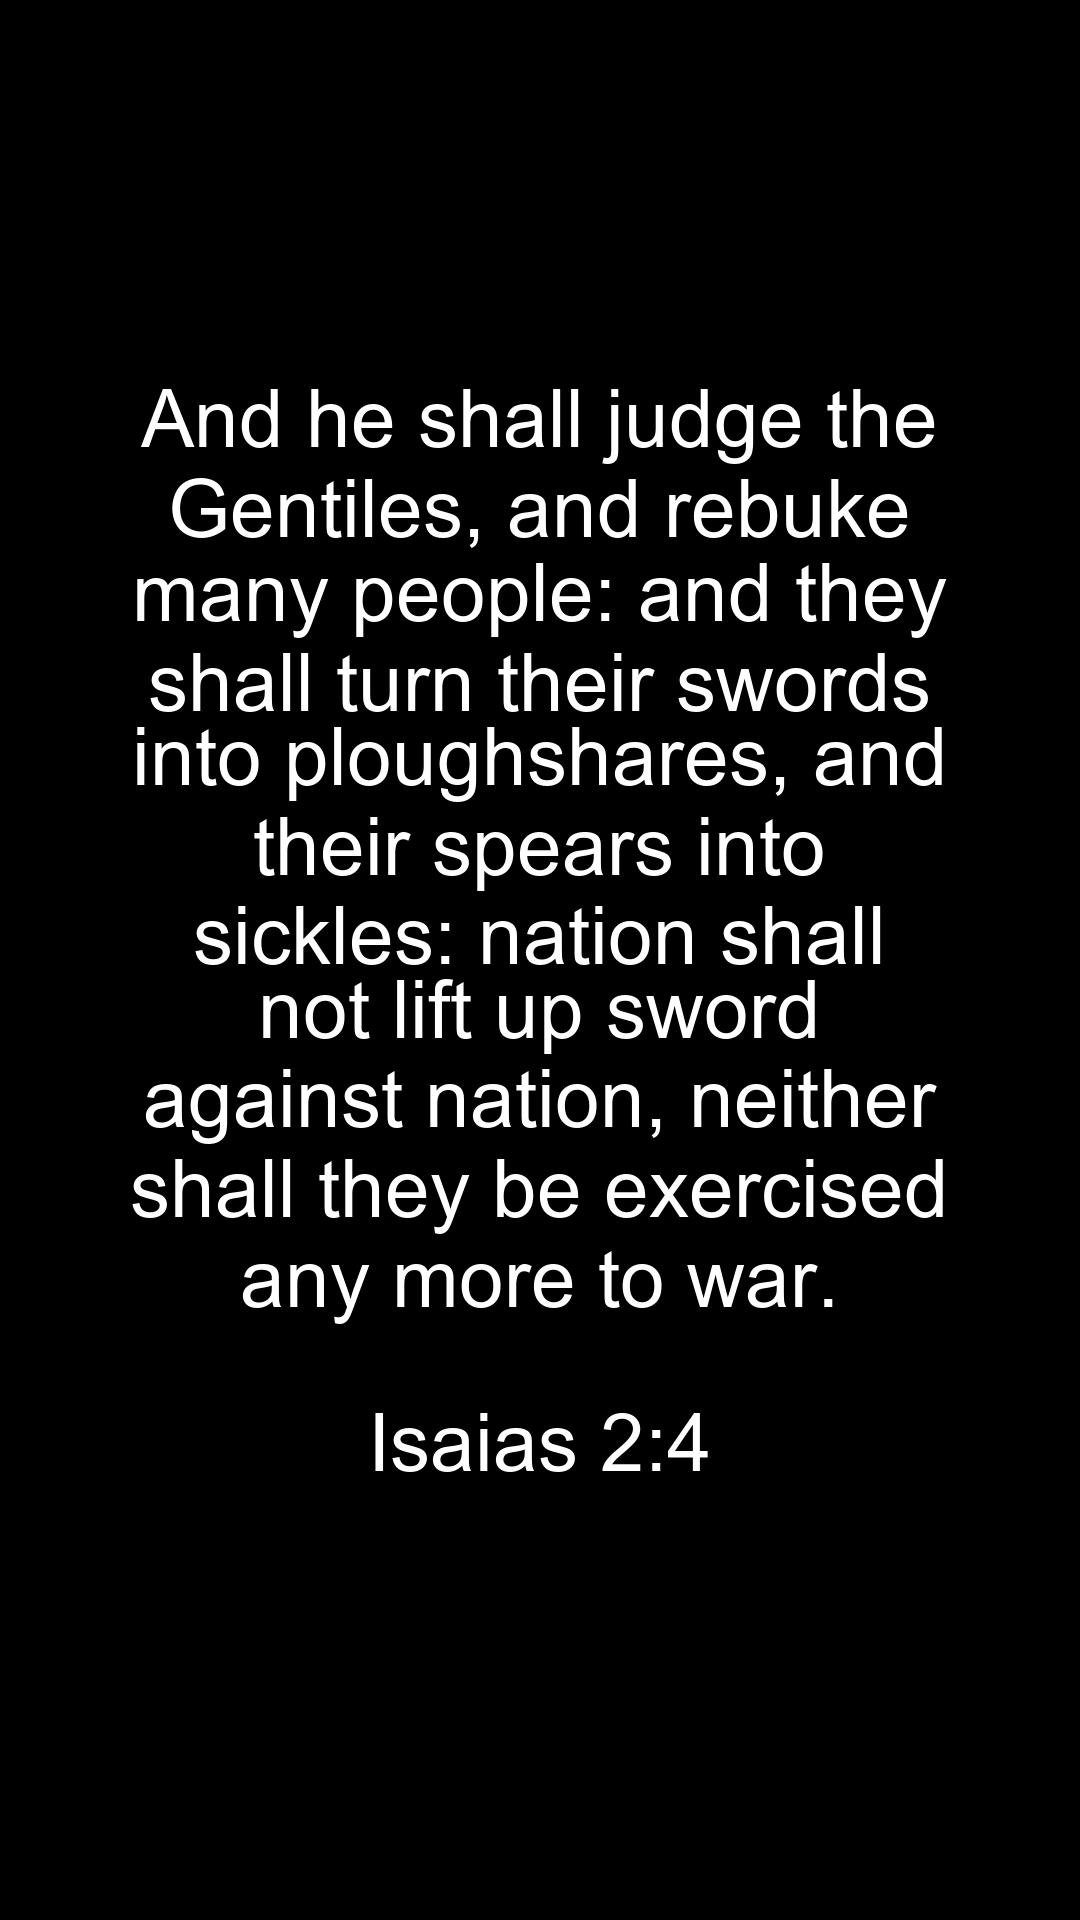 And he shall judge the
Gentiles, and rebuke
many people: and they
shall turn their swords
into ploughshares, and
their spears into
sickles: nation shall
not lift up sword
against nation, neither
shall they be exercised
any more to war.
Isaias 2:4